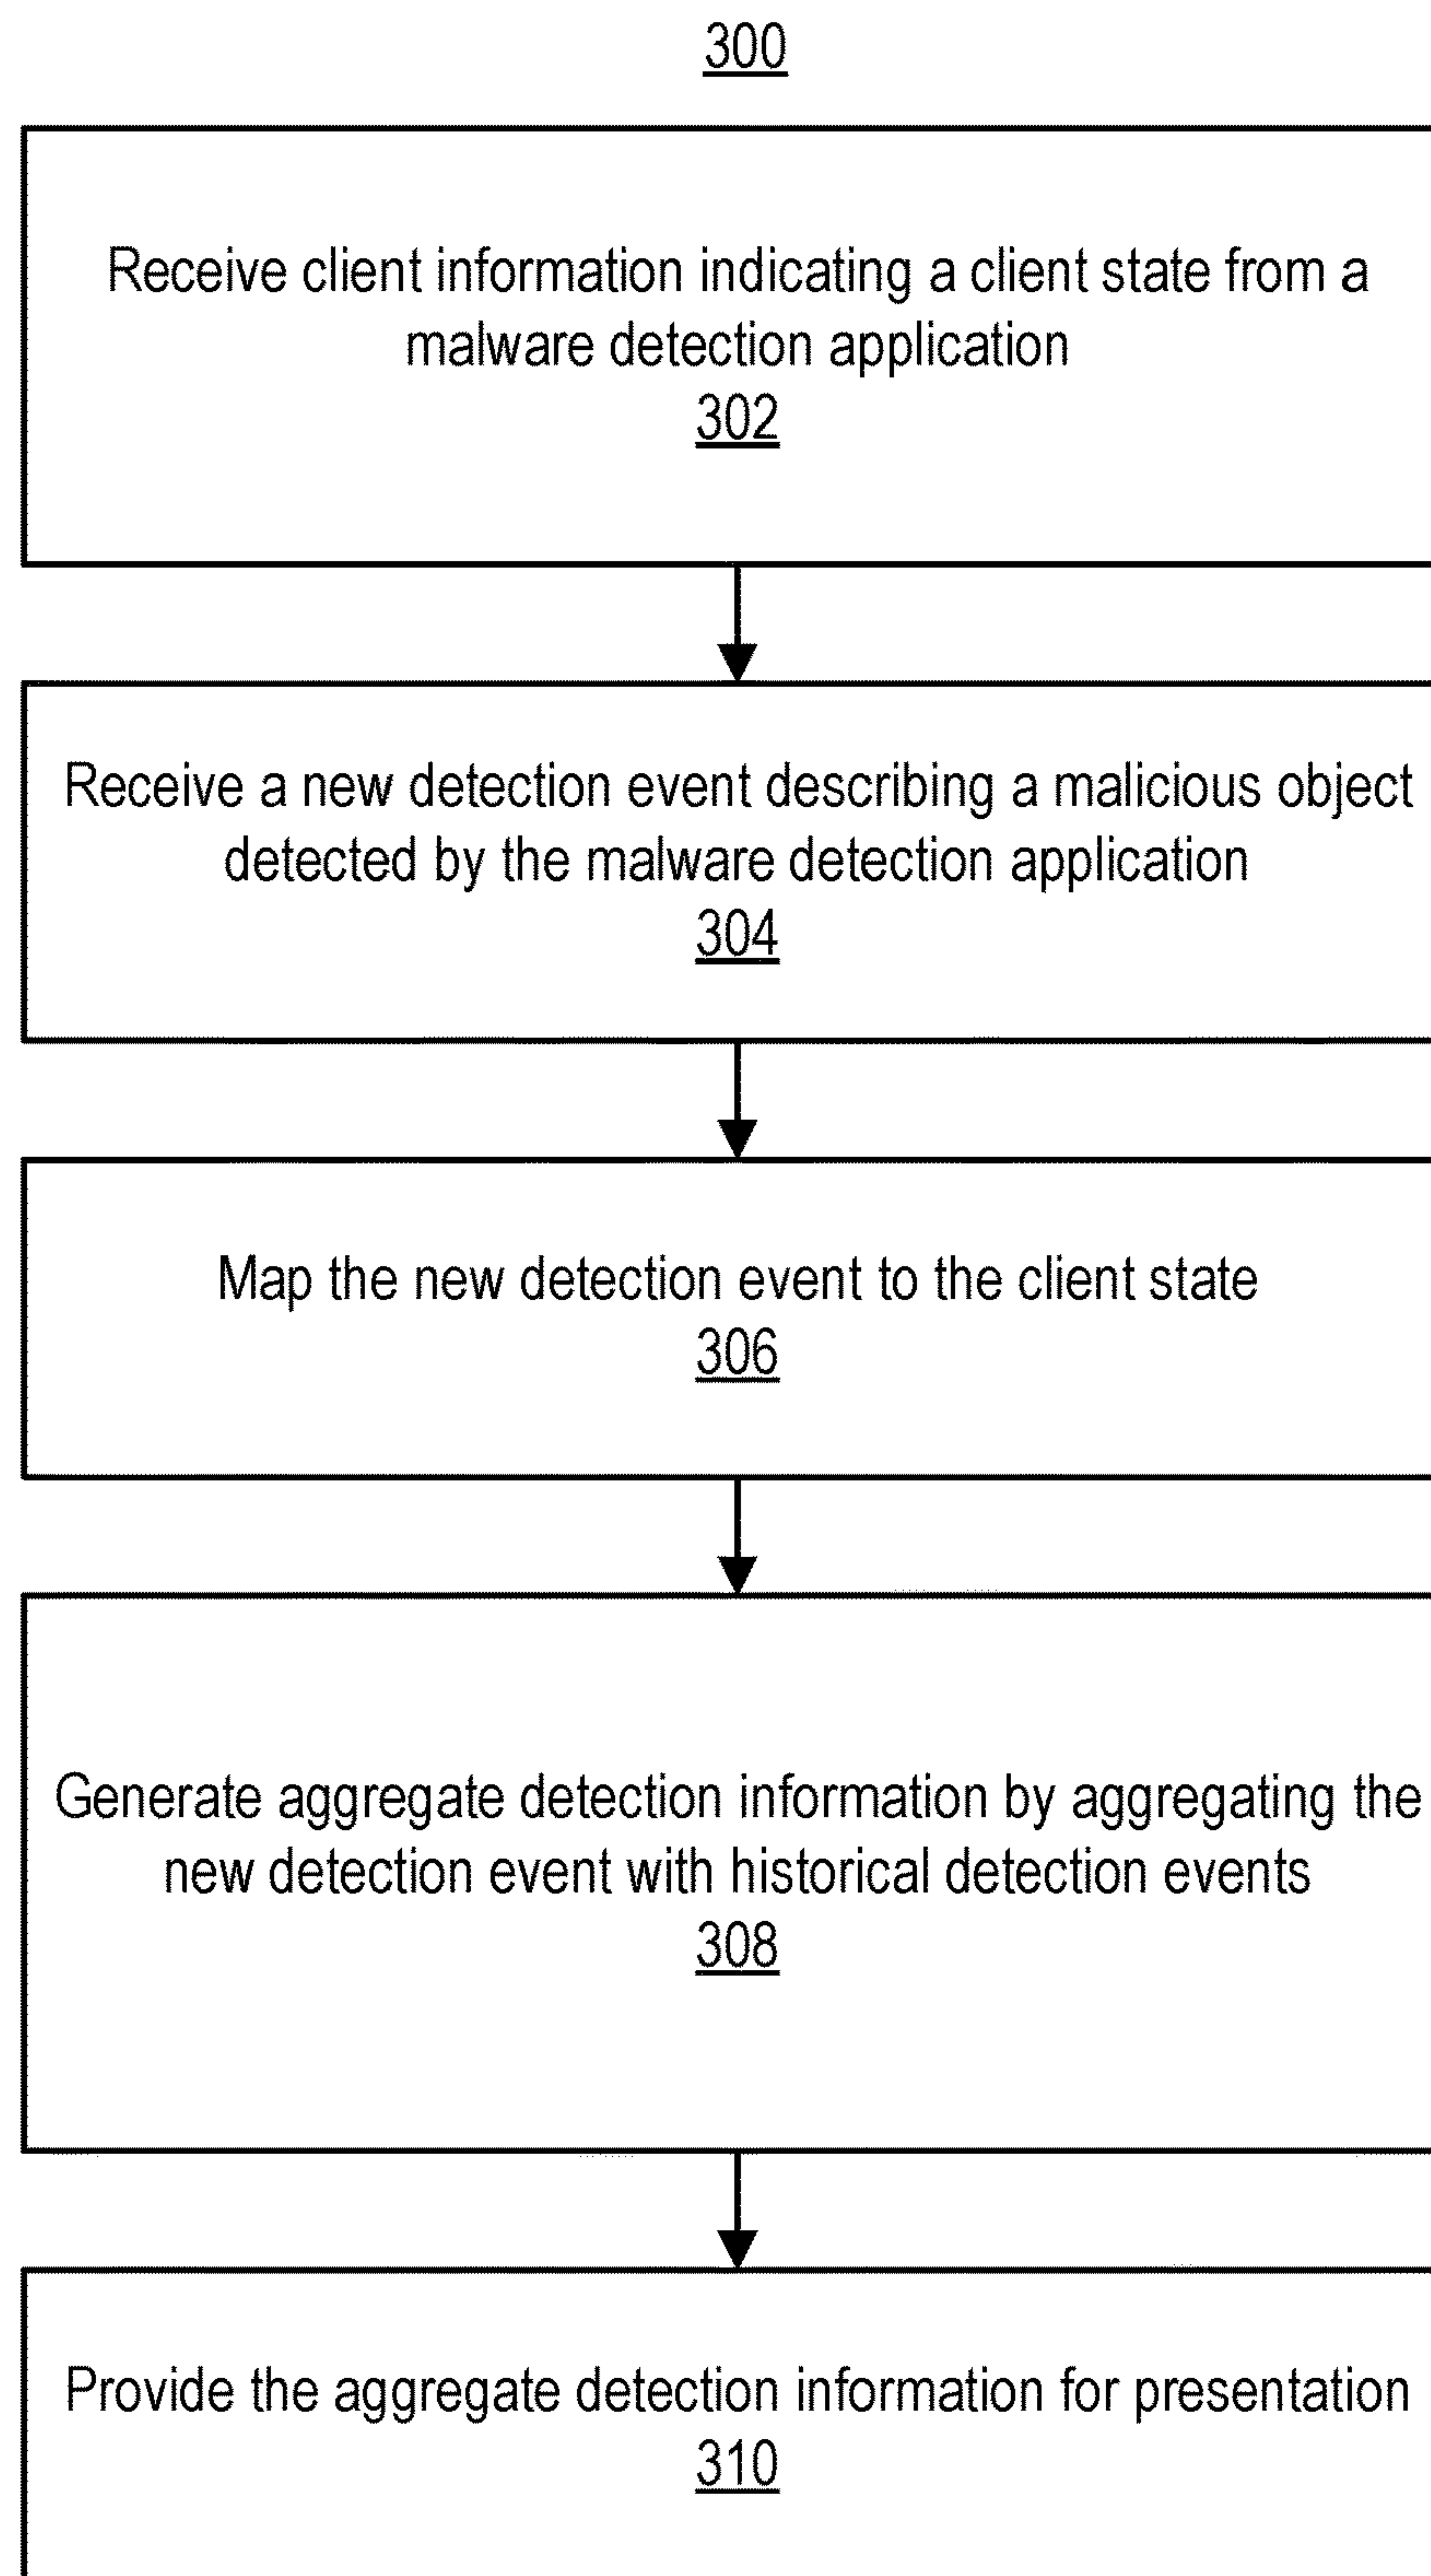 300
Receive client information indicating a client state from a
malware detection application
302
Receive a new detection event describing a malicious object
detected by the malware detection application
304
Map the new detection event to the client state
306
Generate aggregate detection information by aggregating the
new detection event with historical detection events
308
Provide the aggregate detection information for presentation
310